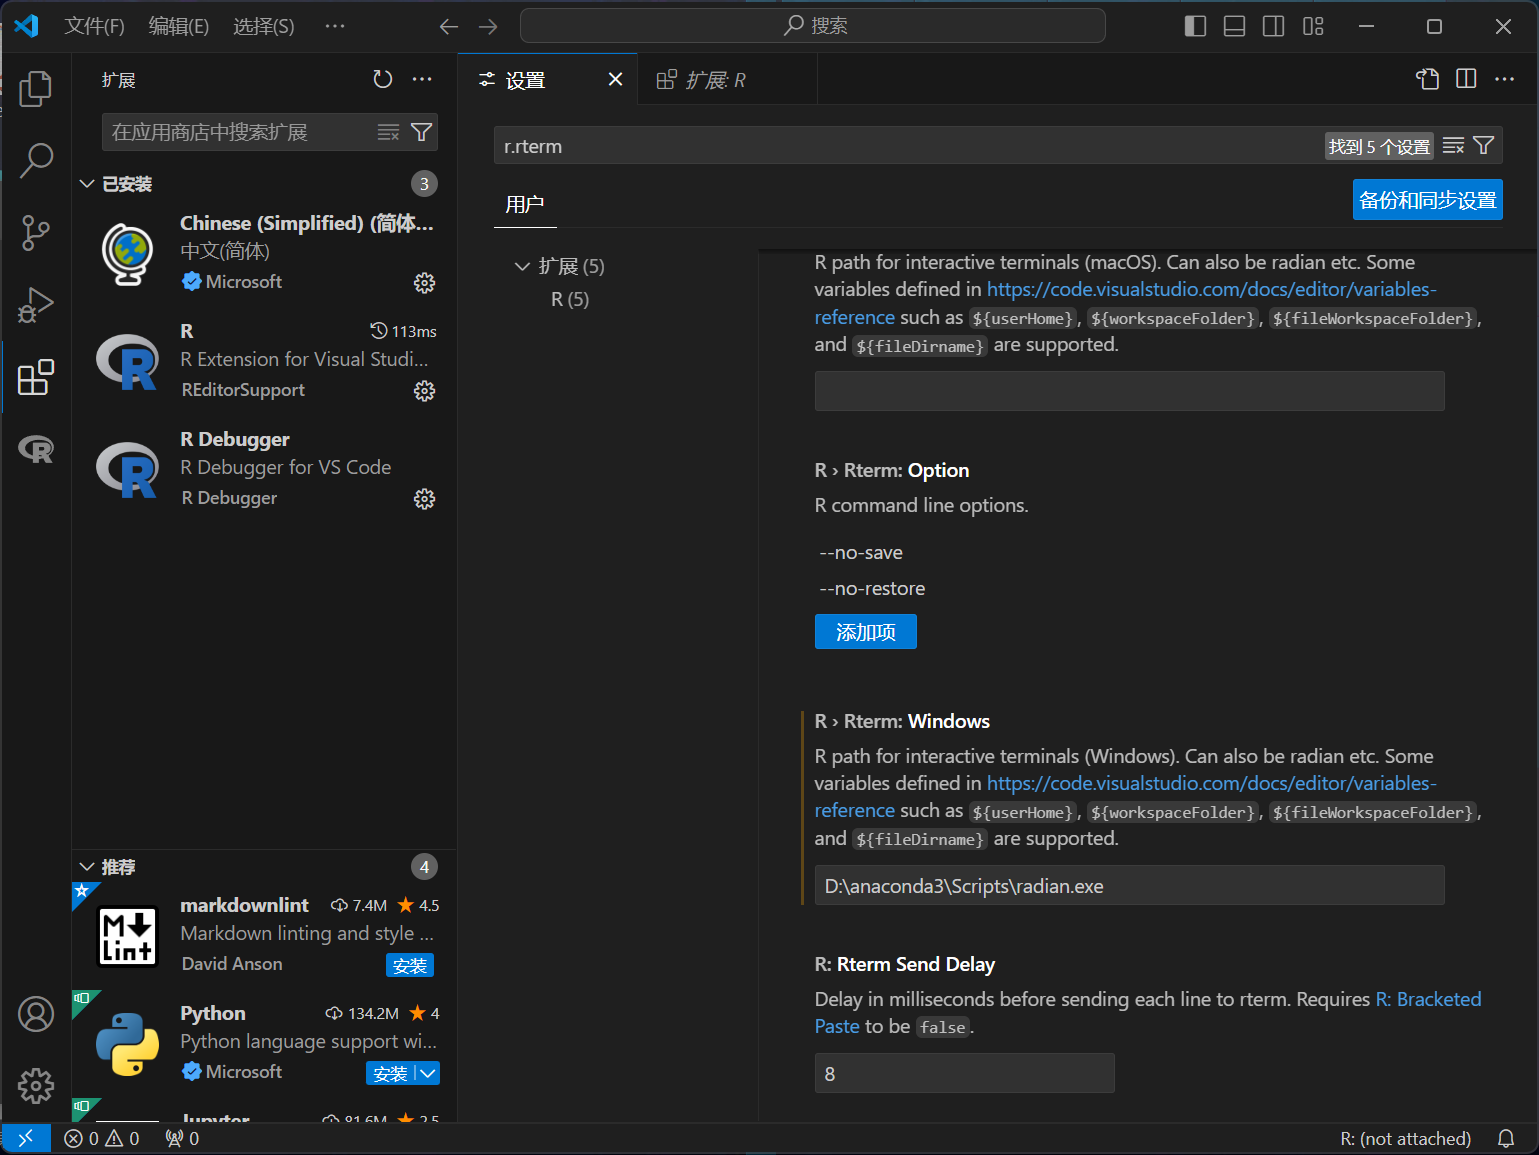 文件(F) 编辑(E) 选择(S) ··· 搜索
扩展
在应用商店中搜索扩展
已安装 3
Chinese (Simplified) (简体...
中文(简体)
Microsoft
R 113ms
R Extension for Visual Studi...
REditorSupport
R Debugger
R Debugger for VS Code
R Debugger
推荐 4
markdownlint 7.4M 4.5
Markdown linting and style ...
David Anson 安装
Python 134.2M 4
Python language support wi...
Microsoft 安装
Jupyter 81.6M 2.5
设置 扩展: R
r.rterm 找到 5 个设置
用户 备份和同步设置
扩展 (5)
R (5)
R path for interactive terminals (macOS). Can also be radian etc. Some
variables defined in https://code.visualstudio.com/docs/editor/variables-
reference such as ${userHome}, ${workspaceFolder}, ${fileWorkspaceFolder},
and ${fileDirname} are supported.
R › Rterm: Option
R command line options.
--no-save
--no-restore
添加项
R › Rterm: Windows
R path for interactive terminals (Windows). Can also be radian etc. Some
variables defined in https://code.visualstudio.com/docs/editor/variables-
reference such as ${userHome}, ${workspaceFolder}, ${fileWorkspaceFolder},
and ${fileDirname} are supported.
D:\anaconda3\Scripts\radian.exe
R: Rterm Send Delay
Delay in milliseconds before sending each line to rterm. Requires R: Bracketed
Paste to be false.
8
0 0 0 R: (not attached)